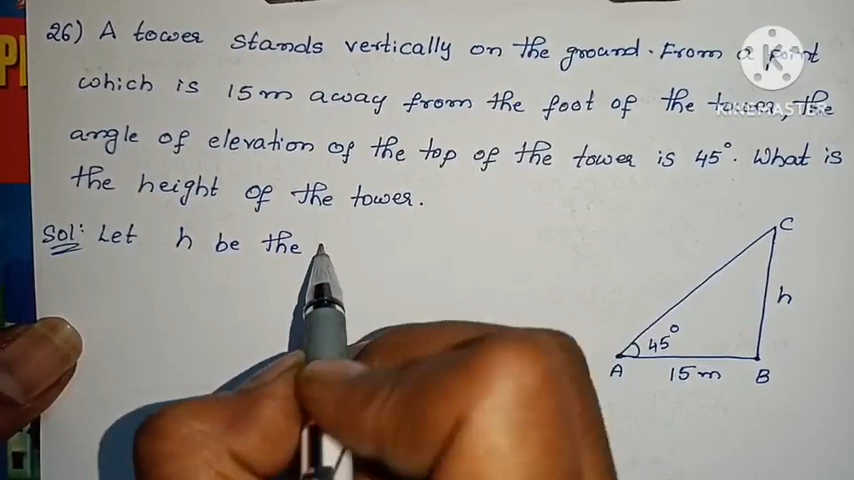 26) A tower stands vertically on the ground. From a point
which is 15m away from the foot of the tower, the
angle of elevation of the top of the tower is 45°. What is
the height of the tower.
Sol: Let h be the
C
h
45°
A 15m B
KINEMASTER